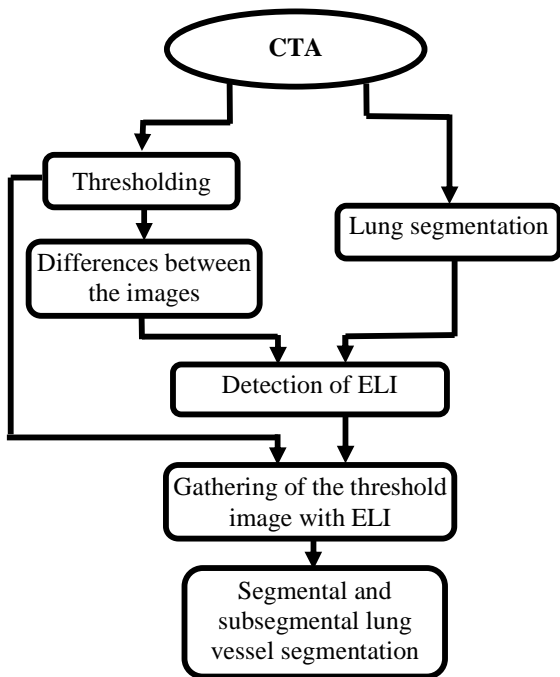 CTA
Thresholding
Lung segmentation
Differences between
the images
Detection of ELI
Gathering of the threshold
image with ELI
Segmental and
subsegmental lung
vessel segmentation